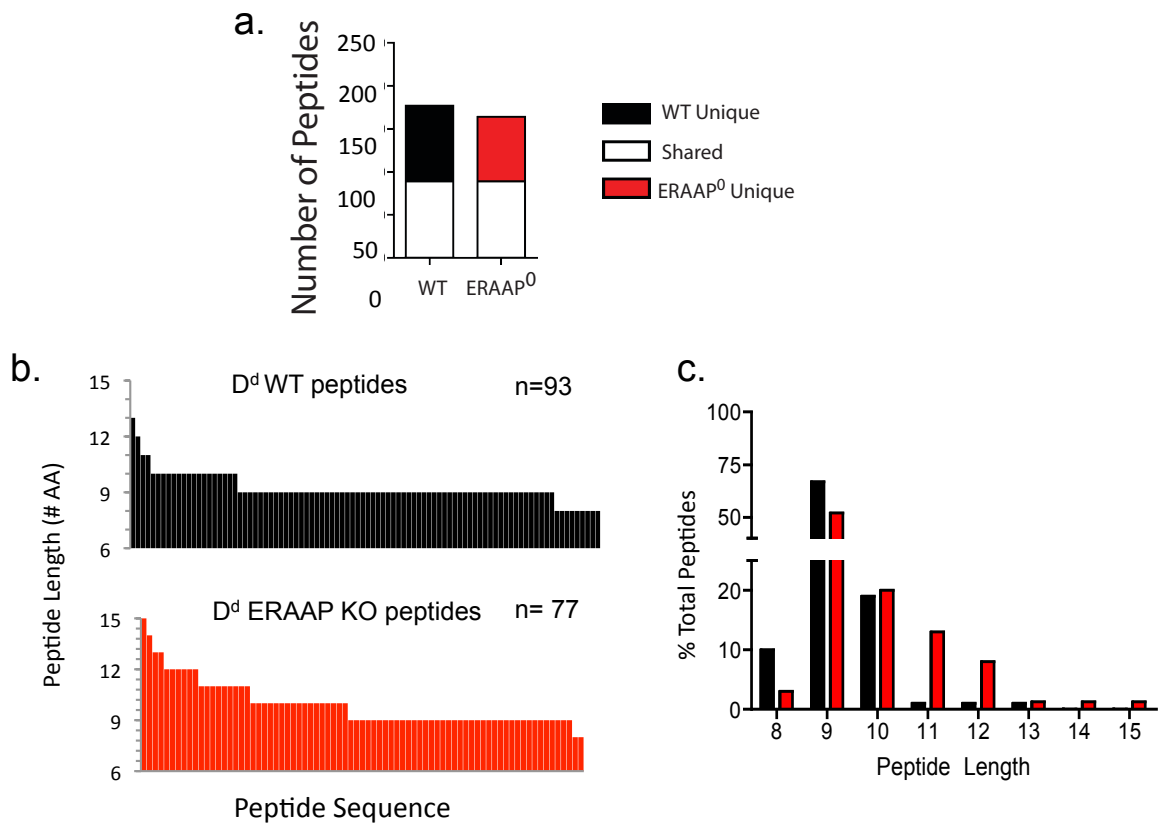 a.
Number of Peptides
250
200
150
100
50
0
WT
ERAAP0
WT Unique
Shared
ERAAP0 Unique
b.
Dd WT peptides
n=93
15
12
9
6
Peptide Length (# AA)
Dd ERAAP KO peptides
n= 77
15
12
9
6
Peptide Sequence
c.
% Total Peptides
100
75
50
20
10
0
8 9 10 11 12 13 14 15
Peptide Length